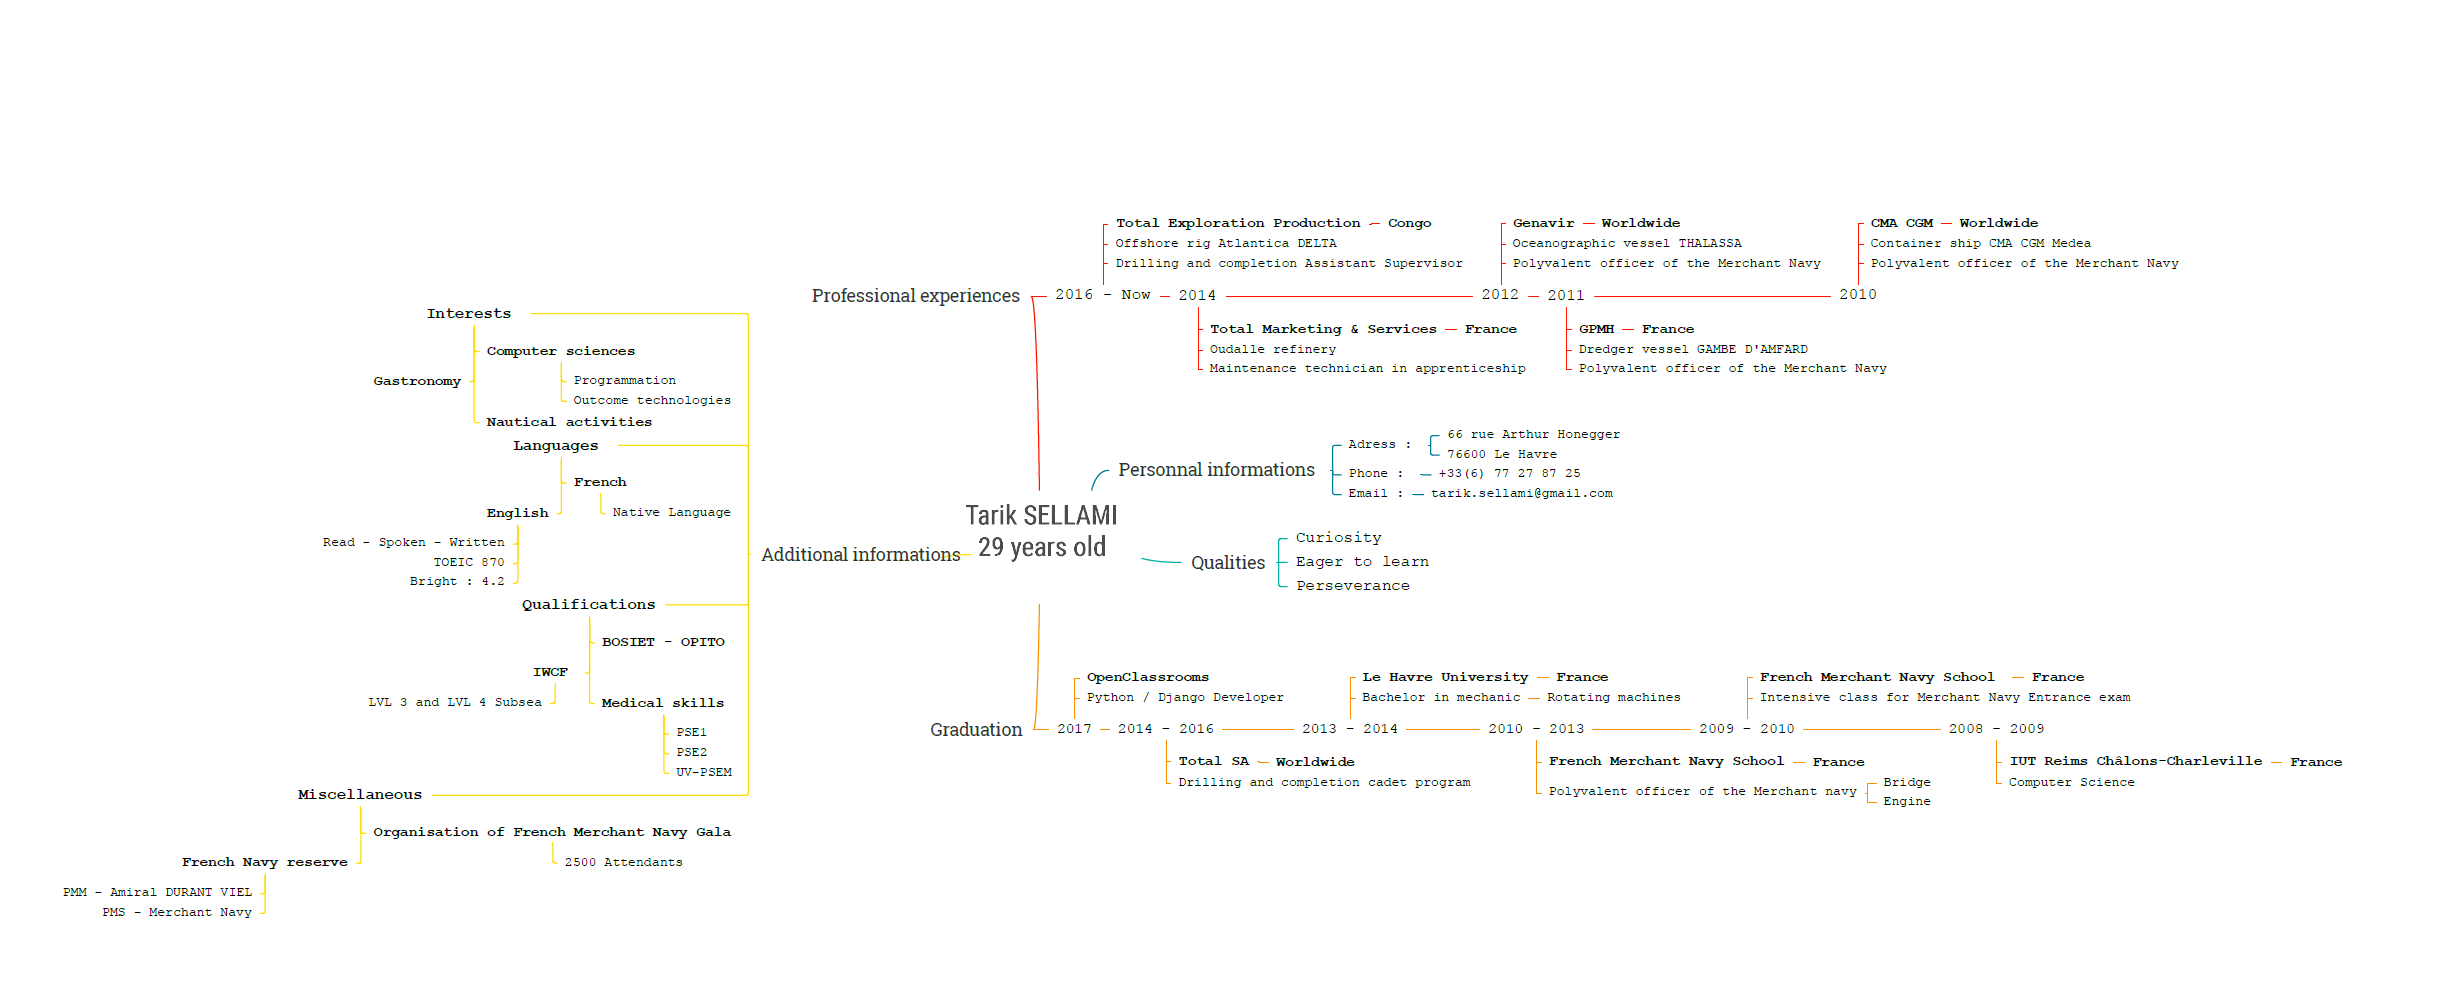 Tarik SELLAMI
29 years old
Professional experiences
2016 - Now
Total Exploration Production — Congo
Offshore rig Atlantica DELTA
Drilling and completion Assistant Supervisor
2014
Total Marketing & Services — France
Oudalle refinery
Maintenance technician in apprenticeship
2012
Genavir — Worldwide
Oceanographic vessel THALASSA
Polyvalent officer of the Merchant Navy
2011
GPMH — France
Dredger vessel GAMBE D'AMFARD
Polyvalent officer of the Merchant Navy
2010
CMA CGM — Worldwide
Container ship CMA CGM Medea
Polyvalent officer of the Merchant Navy
Personnal informations
Adress :
66 rue Arthur Honegger
76600 Le Havre
Phone : — +33(6) 77 27 87 25
Email : — tarik.sellami@gmail.com
Qualities
Curiosity
Eager to learn
Perseverance
Graduation
2017
OpenClassrooms
Python / Django Developer
2014 - 2016
Total SA — Worldwide
Drilling and completion cadet program
2013 - 2014
Le Havre University — France
Bachelor in mechanic — Rotating machines
2010 - 2013
French Merchant Navy School — France
Polyvalent officer of the Merchant navy
Bridge
Engine
2009 - 2010
French Merchant Navy School — France
Intensive class for Merchant Navy Entrance exam
2008 - 2009
IUT Reims Châlons-Charleville — France
Computer Science
Additional informations
Interests
Computer sciences
Programmation
Outcome technologies
Gastronomy
Nautical activities
Languages
French
Native Language
English
Read - Spoken - Written
TOEIC 870
Bright : 4.2
Qualifications
BOSIET - OPITO
IWCF
LVL 3 and LVL 4 Subsea
Medical skills
PSE1
PSE2
UV-PSEM
Miscellaneous
Organisation of French Merchant Navy Gala
2500 Attendants
French Navy reserve
PMM - Amiral DURANT VIEL
PMS - Merchant Navy